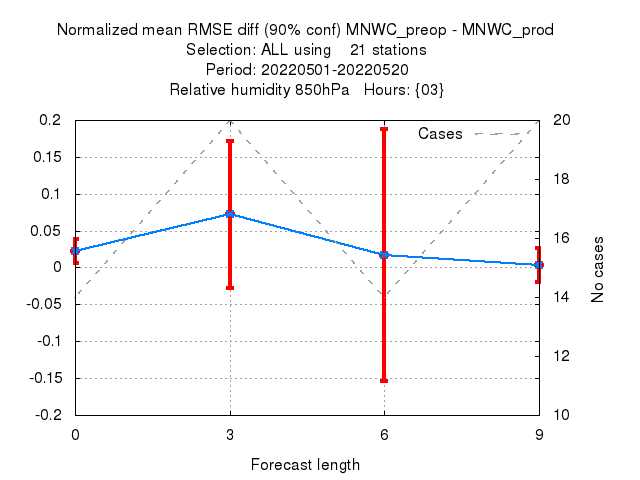 Normalized mean RMSE diff (90% conf) MNWC_preop - MNWC_prod
Selection: ALL using    21 stations
Period: 20220501-20220520
Relative humidity 850hPa   Hours: {03}
0.2
0.15
0.1
0.05
0
-0.05
-0.1
-0.15
-0.2
Cases
20
18
16
14
12
10
No cases
0 3 6 9
Forecast length